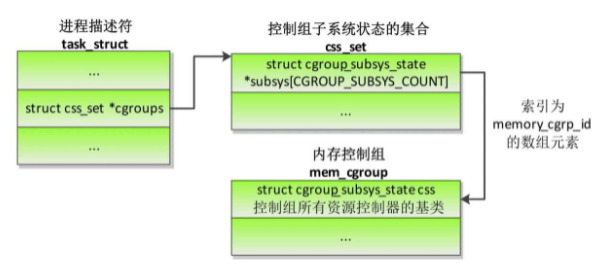 进程描述符
task_struct
...
struct css_set *cgroups
...
控制组子系统状态的集合
css_set
struct cgroup_subsys_state
*subsys[CGROUP_SUBSYS_COUNT]
...
索引为
memory_cgrp_id
的数组元素
内存控制组
mem_cgroup
struct cgroup_subsys_state css
控制组所有资源控制器的基类
...